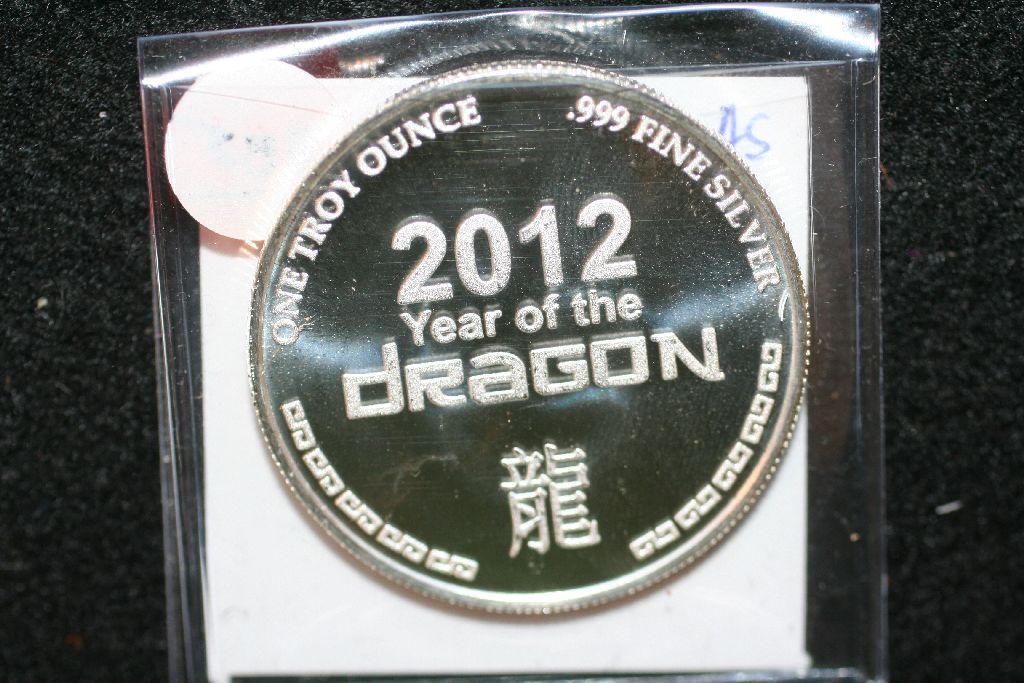 ONE TROY OUNCE
.999 FINE SILVER
2012
Year of the
DRAGON
龍